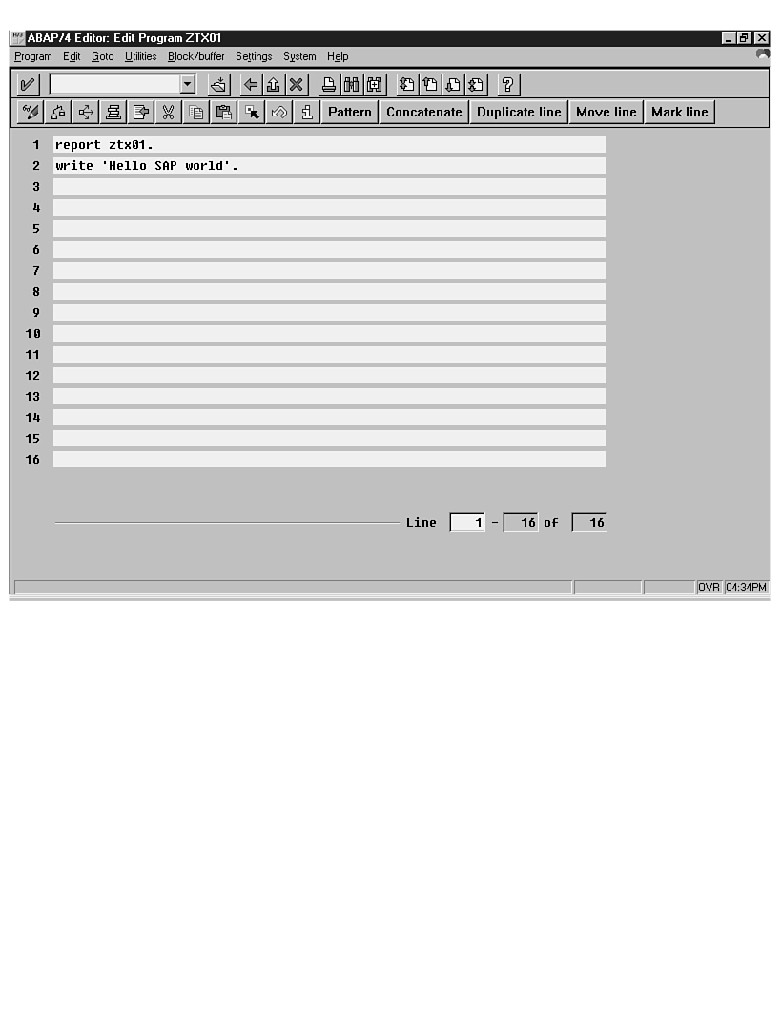 ABAP/4 Editor: Edit Program ZTX01
Program Edit Goto Utilities Block/buffer Settings System Help
Pattern Concatenate Duplicate line Move line Mark line
1 report ztx01.
2 write 'Hello SAP world'.
3
4
5
6
7
8
9
10
11
12
13
14
15
16
Line 1 - 16 of 16
OVR 04:34PM